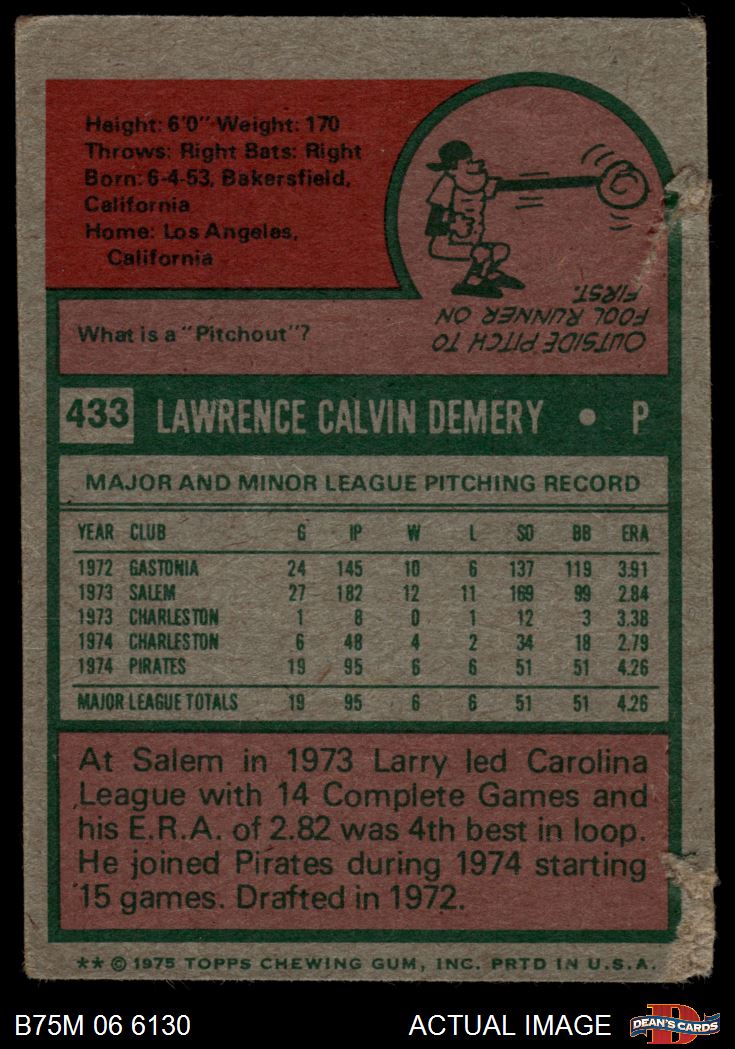 Height: 6'0" Weight: 170
Throws: Right Bats: Right
Born: 6-4-53, Bakersfield,
California
Home: Los Angeles,
California
What is a "Pitchout"?
OUTSIDE PITCH TO
FOOL RUNNER ON
FIRST.
433 LAWRENCE CALVIN DEMERY • P
MAJOR AND MINOR LEAGUE PITCHING RECORD
YEAR CLUB G IP W L SO BB ERA
1972 GASTONIA 24 145 10 6 137 119 3.91
1973 SALEM 27 182 12 11 169 99 2.84
1973 CHARLESTON 1 8 0 1 12 3 3.38
1974 CHARLESTON 6 48 4 2 34 18 2.79
1974 PIRATES 19 95 6 6 51 51 4.26
MAJOR LEAGUE TOTALS 19 95 6 6 51 51 4.26
At Salem in 1973 Larry led Carolina
League with 14 Complete Games and
his E.R.A. of 2.82 was 4th best in loop.
He joined Pirates during 1974 starting
15 games. Drafted in 1972.
** © 1975 TOPPS CHEWING GUM, INC. PRTD IN U.S.A.
B75M 06 6130 ACTUAL IMAGE DEAN'S CARDS